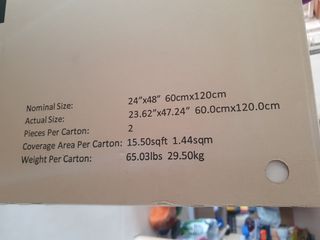 Nominal Size: 24"x48" 60cmx120cm
Actual Size: 23.62"x47.24" 60.0cmx120.0cm
Pieces Per Carton: 2
Coverage Area Per Carton: 15.50sqft 1.44sqm
Weight Per Carton: 65.03lbs 29.50kg